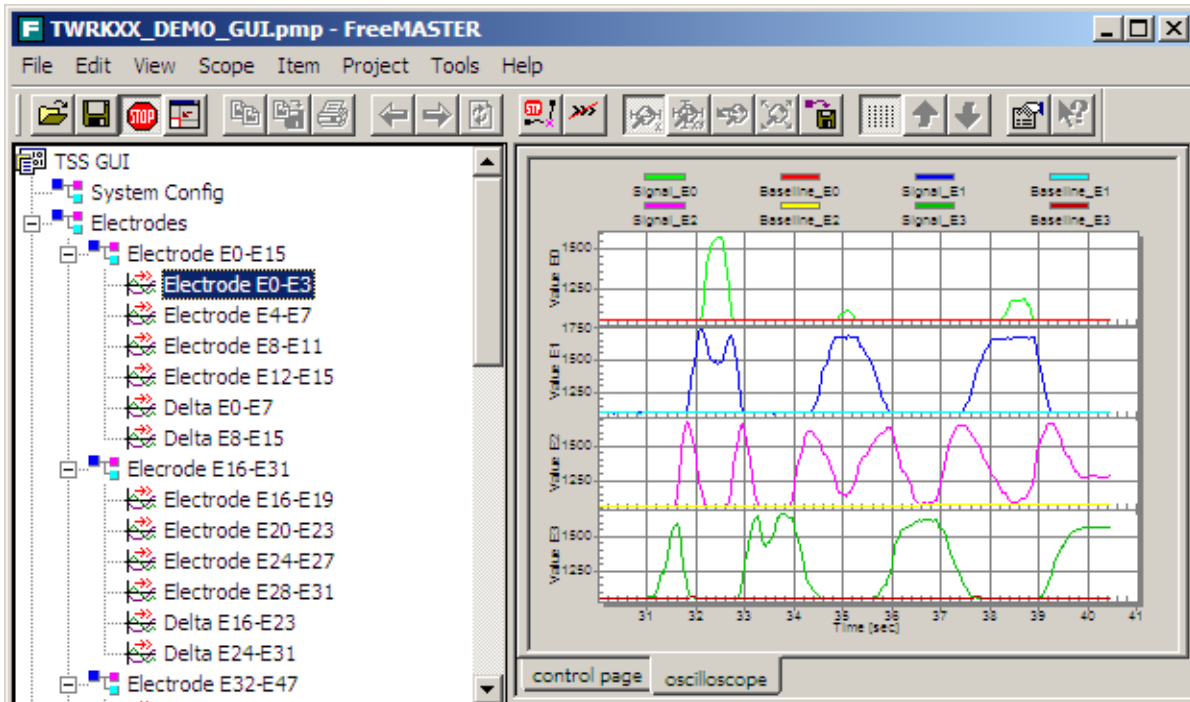 TWRKXX_DEMO_GUI.pmp - FreeMASTER
File Edit View Scope Item Project Tools Help
STOP
TSS GUI
System Config
Electrodes
Electrode E0-E15
Electrode E0-E3
Electrode E4-E7
Electrode E8-E11
Electrode E12-E15
Delta E0-E7
Delta E8-E15
Elecrode E16-E31
Electrode E16-E19
Electrode E20-E23
Electrode E24-E27
Electrode E28-E31
Delta E16-E23
Delta E24-E31
Electrode E32-E47
Signal_E0 Baseline_E0 Signal_E1 Baseline_E1
Signal_E2 Baseline_E2 Signal_E3 Baseline_E3
Value E0
1500
1250
Value E1
1750
1500
1250
Value E2
1500
1250
Value E3
1500
1250
31 32 33 34 35 36 37 38 39 40 41
Time [sec]
control page oscilloscope